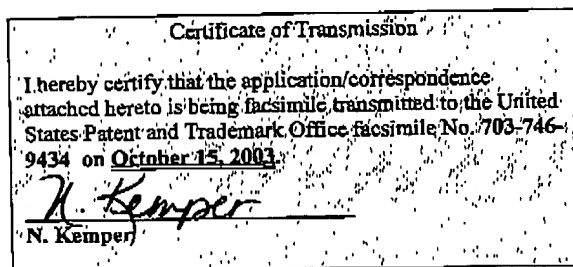 Certificate of Transmission
I hereby certify that the application/correspondence
attached hereto is being facsimile transmitted to the United
States Patent and Trademark Office facsimile No. 703-746-
9434 on October 15, 2003.
N. Kemper
N. Kemper